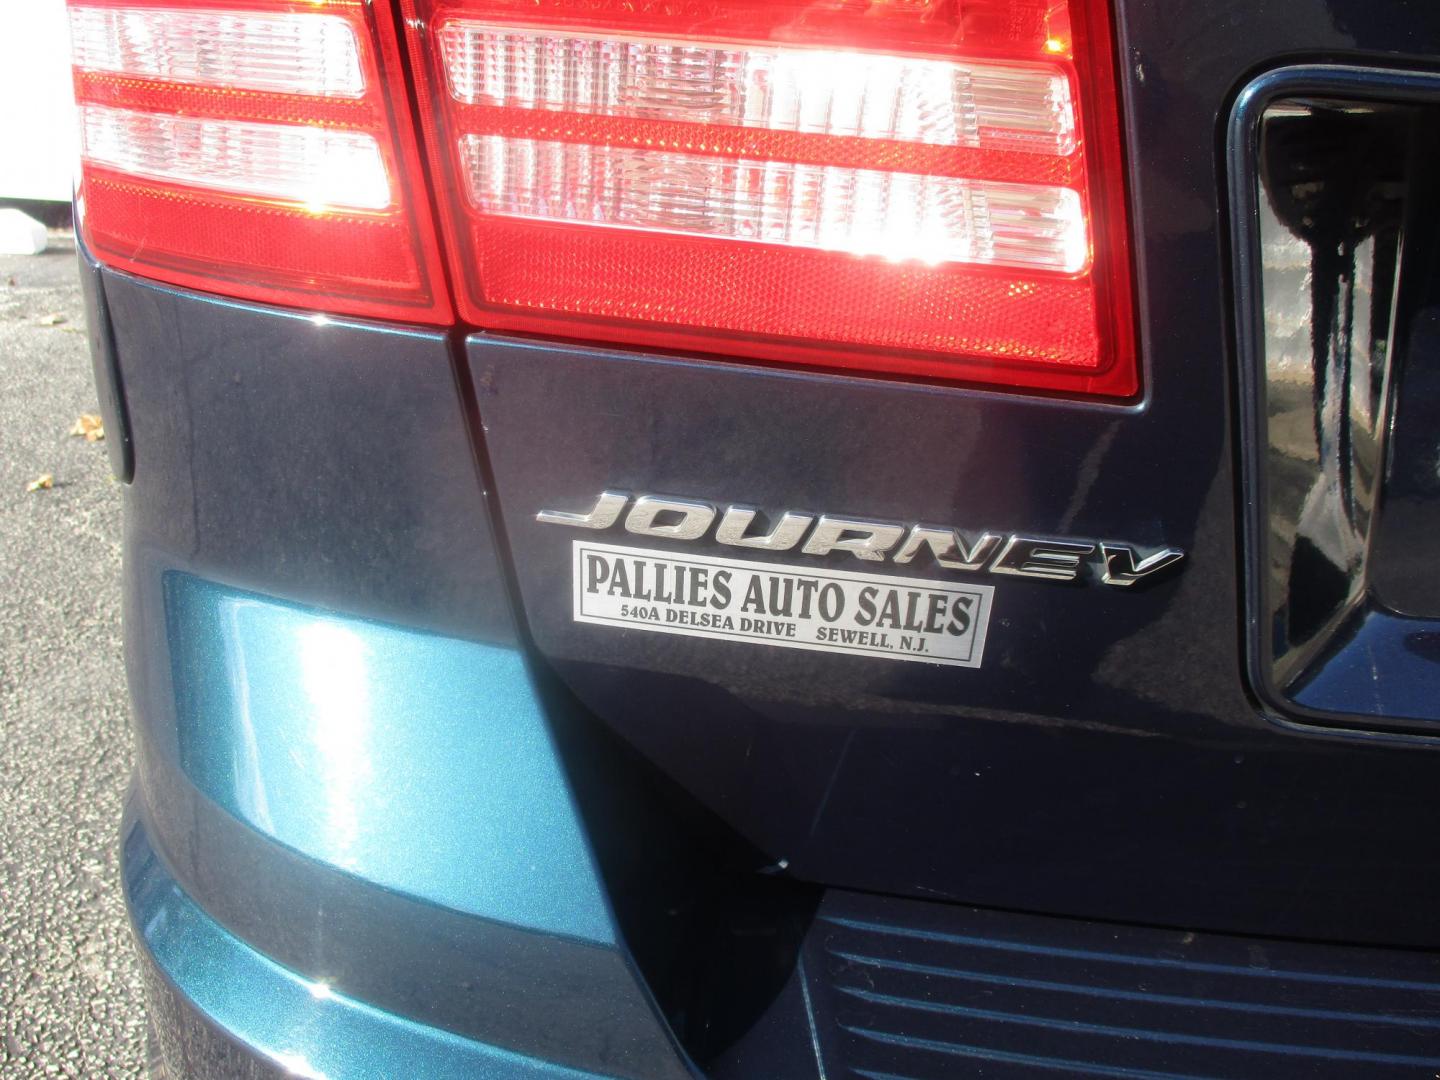 JOURNEY
PALLIES AUTO SALES
540A DELSEA DRIVE SEWELL, N.J.